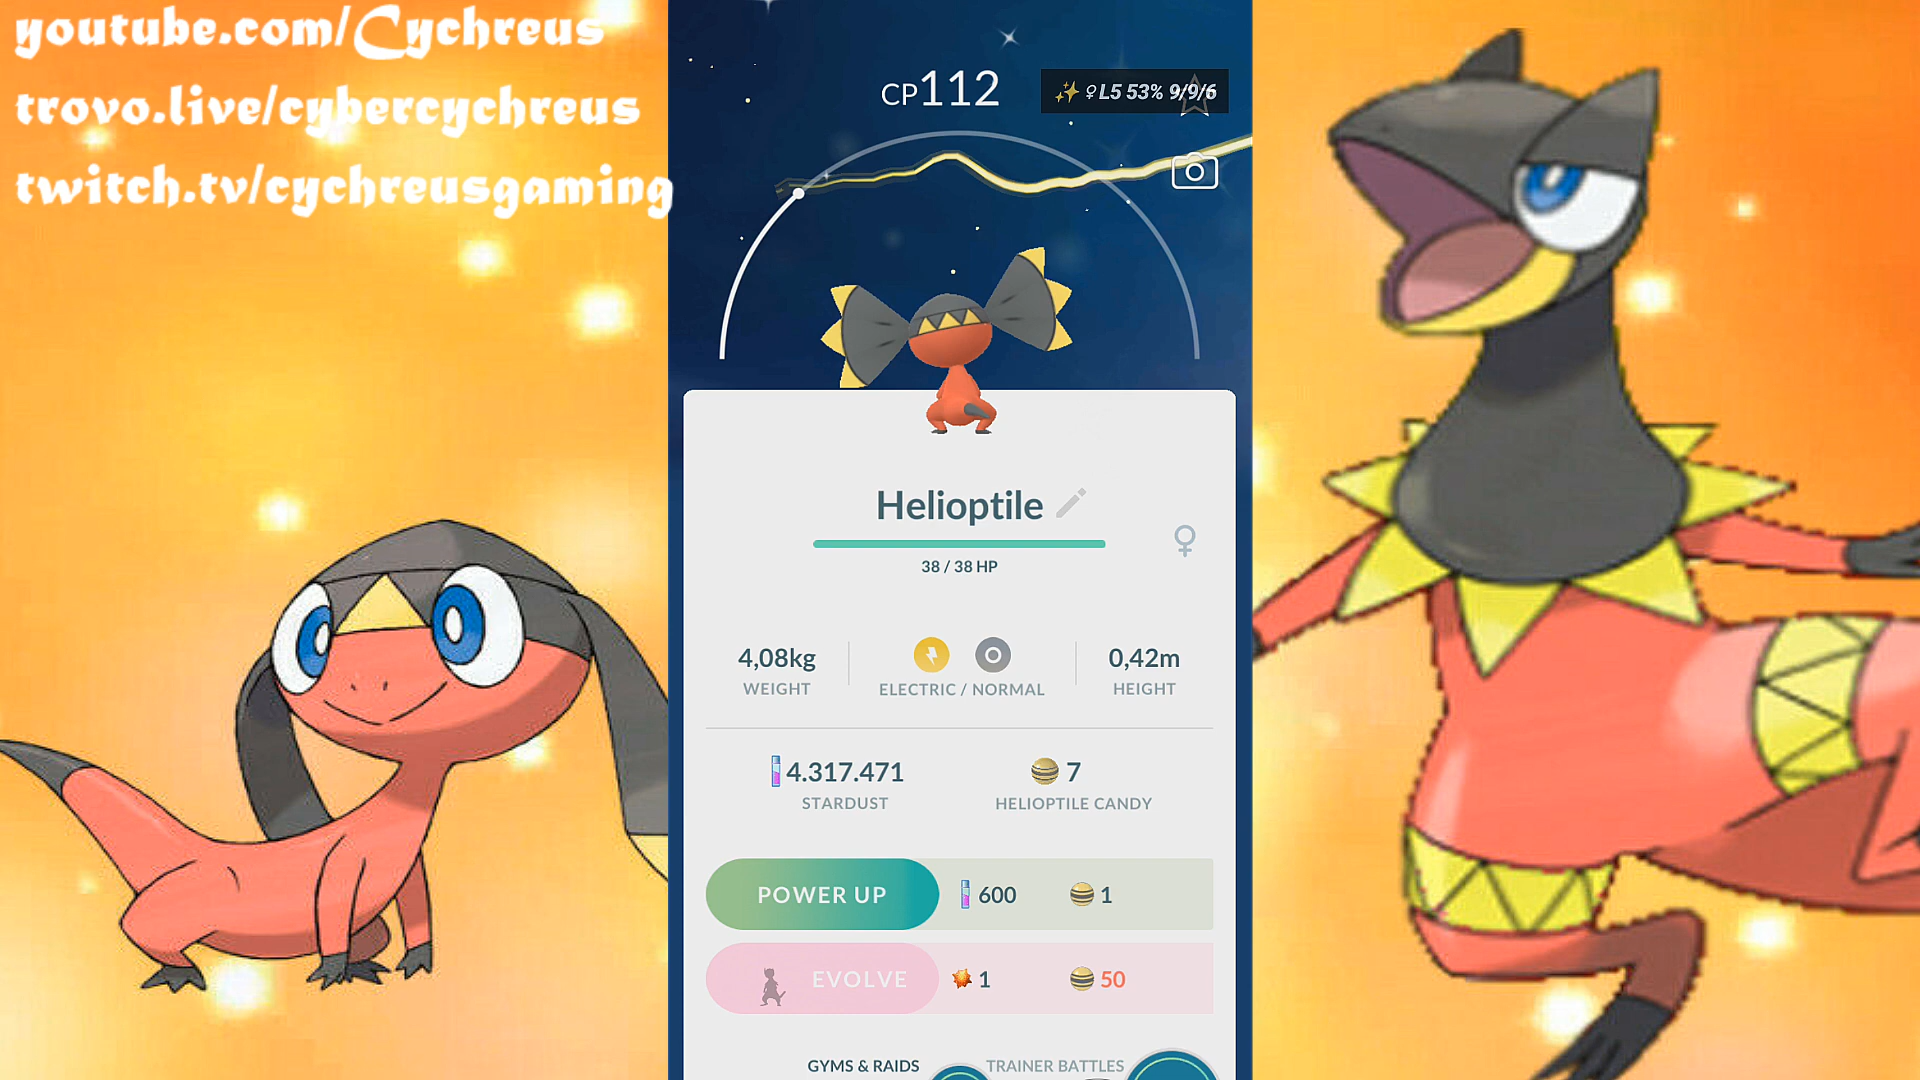 youtube.com/Cychreus
trovo.live/cybercychreus
twitch.tv/cychreusgaming
CP112
✨ ♀ L5 53% 9/9/6
Helioptile
♀
38 / 38 HP
4,08kg
WEIGHT
ELECTRIC / NORMAL
0,42m
HEIGHT
4.317.471
STARDUST
7
HELIOPTILE CANDY
POWER UP 600 1
EVOLVE 1 50
GYMS & RAIDS TRAINER BATTLES